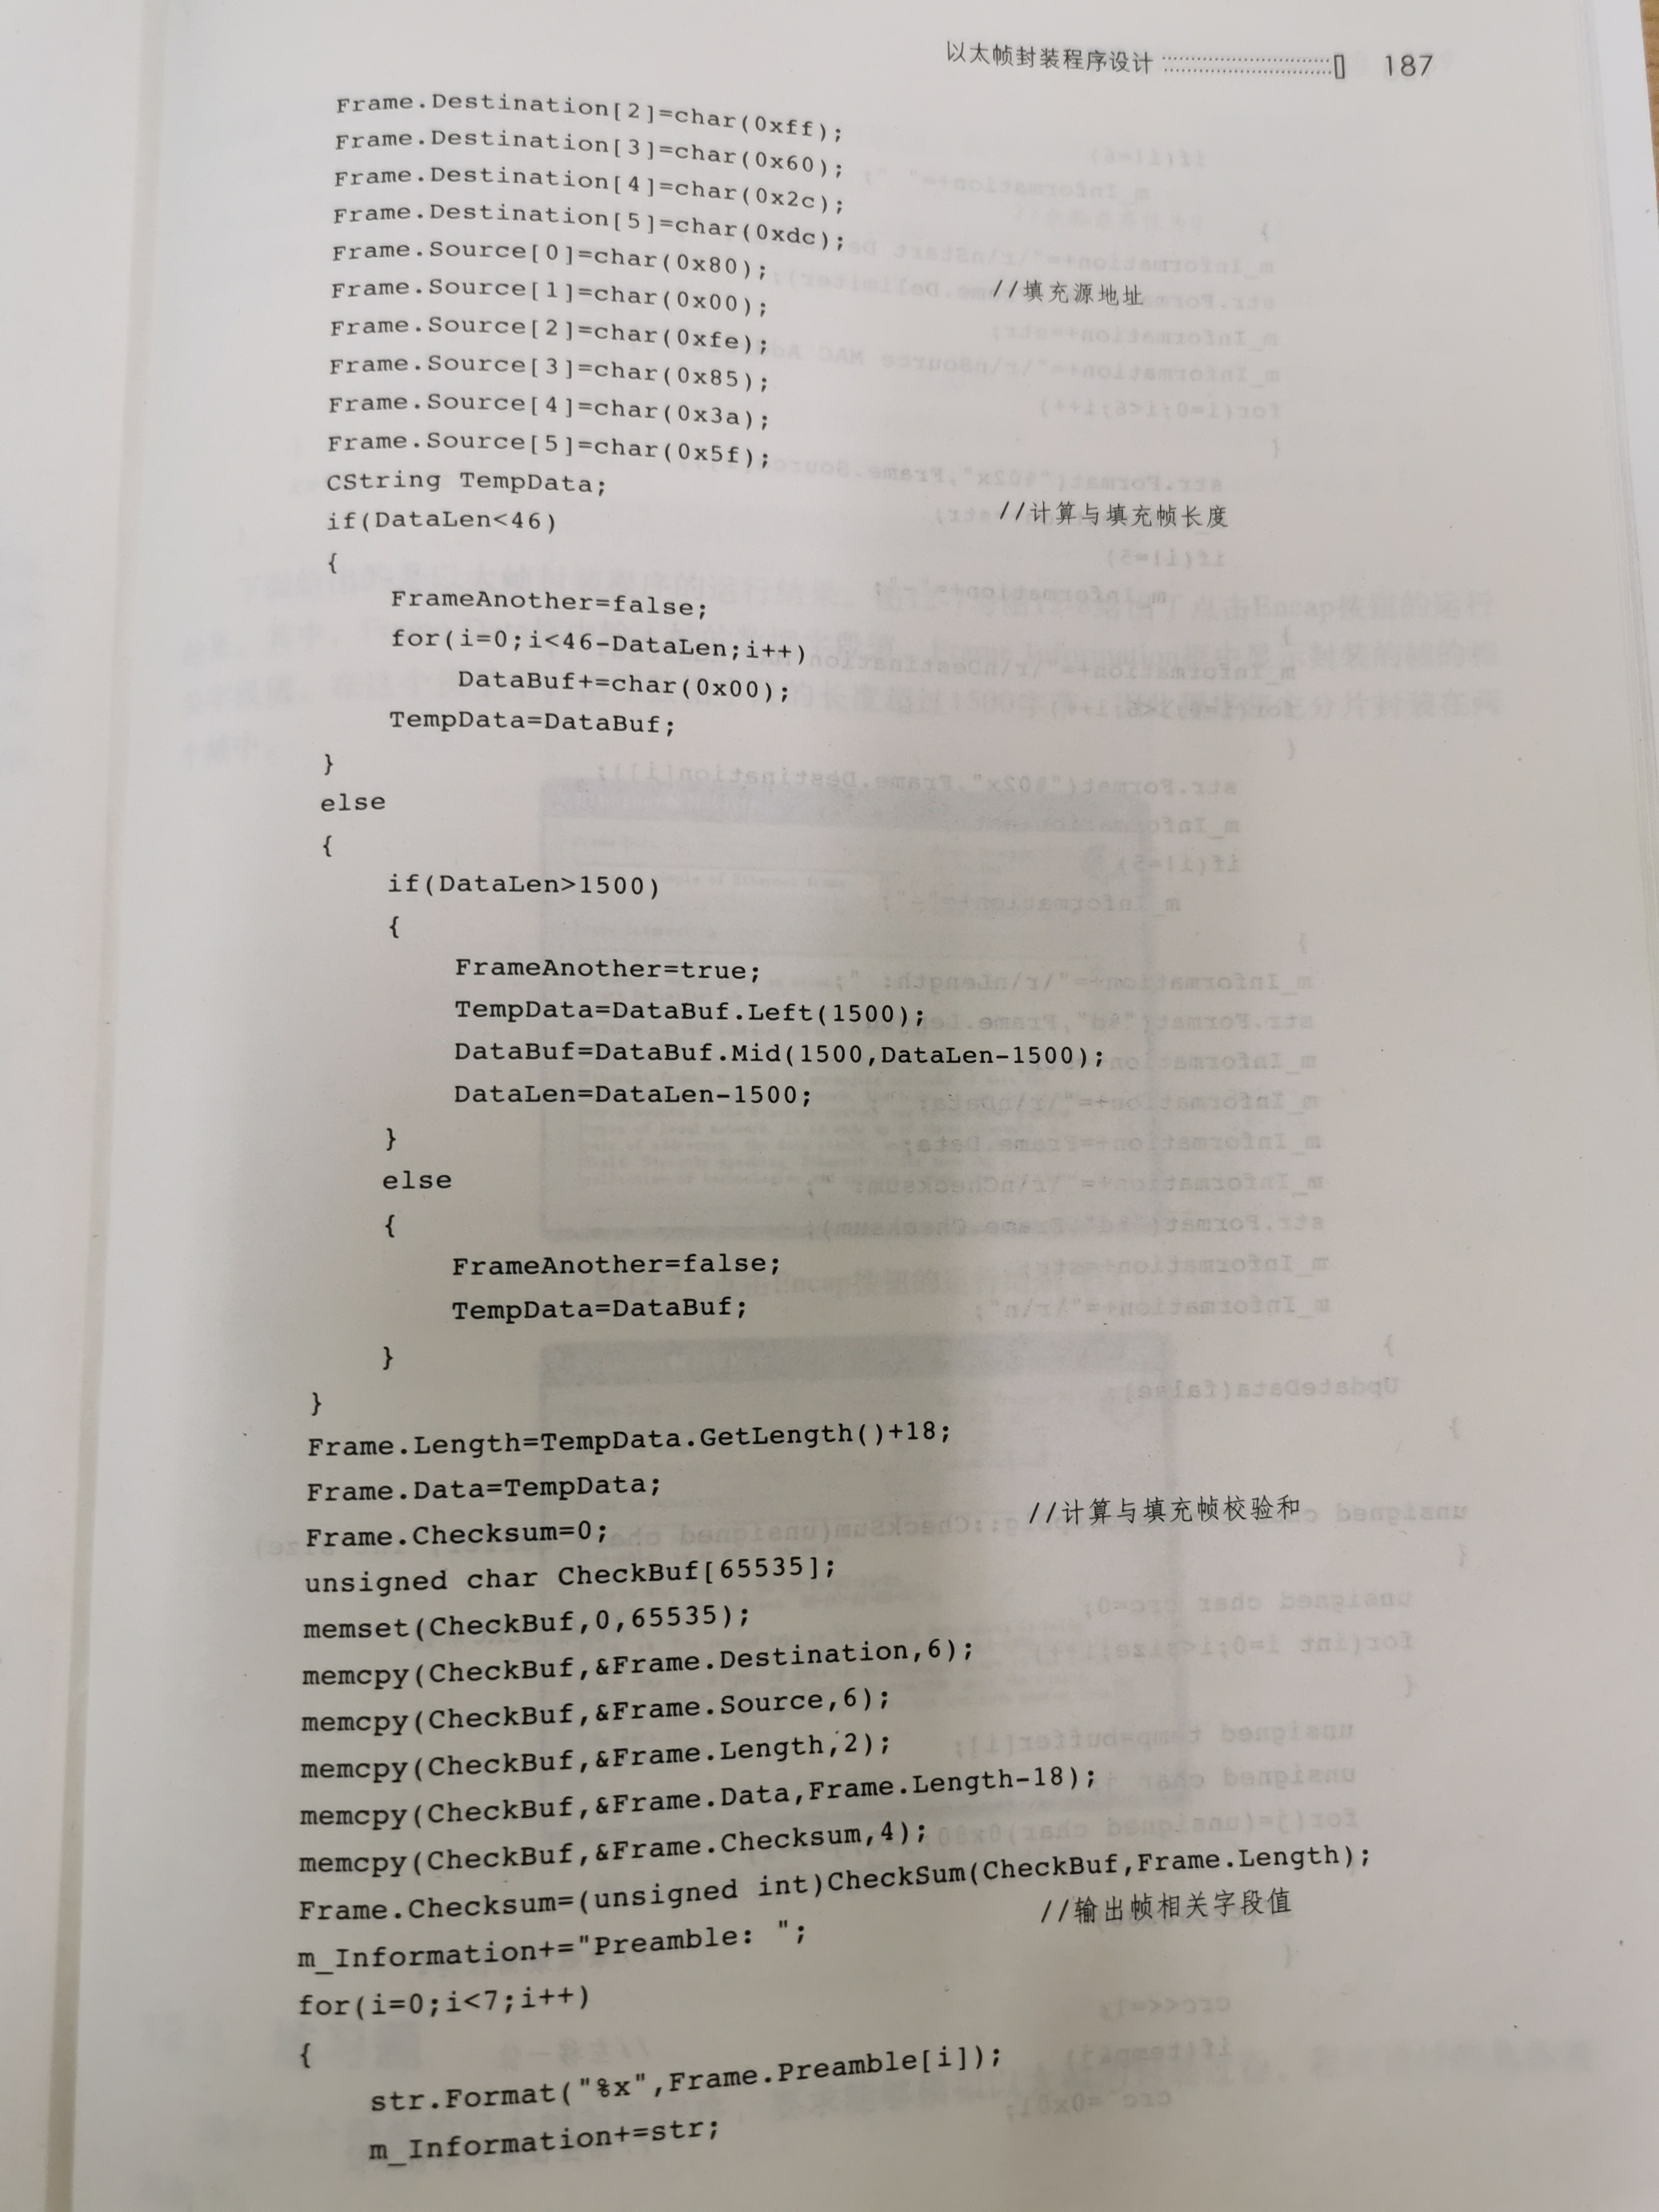 以太帧封装程序设计 187
Frame.Destination[2]=char(0xff);
Frame.Destination[3]=char(0x60);
Frame.Destination[4]=char(0x2c);
Frame.Destination[5]=char(0xdc);
Frame.Source[0]=char(0x80); //填充源地址
Frame.Source[1]=char(0x00);
Frame.Source[2]=char(0xfe);
Frame.Source[3]=char(0x85);
Frame.Source[4]=char(0x3a);
Frame.Source[5]=char(0x5f);
CString TempData; //计算与填充帧长度
if(DataLen<46)
{
FrameAnother=false;
for(i=0;i<46-DataLen;i++)
DataBuf+=char(0x00);
TempData=DataBuf;
}
else
{
if(DataLen>1500)
{
FrameAnother=true;
TempData=DataBuf.Left(1500);
DataBuf=DataBuf.Mid(1500,DataLen-1500);
DataLen=DataLen-1500;
}
else
{
FrameAnother=false;
TempData=DataBuf;
}
}
Frame.Length=TempData.GetLength()+18;
Frame.Data=TempData;
Frame.Checksum=0; //计算与填充帧校验和
unsigned char CheckBuf[65535];
memset(CheckBuf,0,65535);
memcpy(CheckBuf,&Frame.Destination,6);
memcpy(CheckBuf,&Frame.Source,6);
memcpy(CheckBuf,&Frame.Length,2);
memcpy(CheckBuf,&Frame.Data,Frame.Length-18);
memcpy(CheckBuf,&Frame.Checksum,4);
Frame.Checksum=(unsigned int)CheckSum(CheckBuf,Frame.Length);
m_Information+="Preamble: "; //输出帧相关字段值
for(i=0;i<7;i++)
{
str.Format("%x",Frame.Preamble[i]);
m_Information+=str;